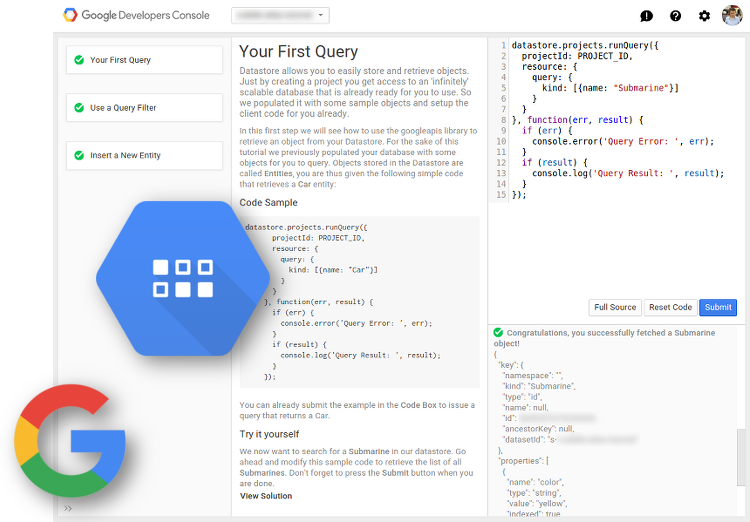 Google Developers Console
Your First Query
Use a Query Filter
Insert a New Entity
>>
Your First Query
Datastore allows you to easily store and retrieve objects.
Just by creating a project you get access to an 'infinitely'
scalable database that is already ready for you to use. So
we populated it with some sample objects and setup the
client code for you already.
In this first step we will see how to use the googleapis library to
retrieve an object from your Datastore. For the sake of this
tutorial we previously populated your database with some
objects for you to query. Objects stored in the Datastore are
called Entities, you are thus given the following simple code
that retrieves a Car entity:
Code Sample
datastore.projects.runQuery({
projectId: PROJECT_ID,
resource: {
query: {
kind: [{name: "Car"}]
}
}
}, function(err, result) {
if (err) {
console.error('Query Error: ', err);
}
if (result) {
console.log('Query Result: ', result);
}
});
You can already submit the example in the Code Box to issue a
query that returns a Car.
Try it yourself
We now want to search for a Submarine in our datastore. Go
ahead and modify this sample code to retrieve the list of all
Submarines. Don't forget to press the Submit button when you
are done.
View Solution
1 datastore.projects.runQuery({
2 projectId: PROJECT_ID,
3 resource: {
4 query: {
5 kind: [{name: "Submarine"}]
6 }
7 }
8 }, function(err, result) {
9 if (err) {
10 console.error('Query Error: ', err);
11 }
12 if (result) {
13 console.log('Query Result: ', result);
14 }
15 });
Full Source Reset Code Submit
Congratulations, you successfully fetched a Submarine
object!
{
"key": {
"namespace": "",
"kind": "Submarine",
"type": "id",
"name": null,
"id":
"ancestorKey": null,
"datasetId": "s-
},
"properties": [
{
"name": "color",
"type": "string",
"value": "yellow",
"indexed": true